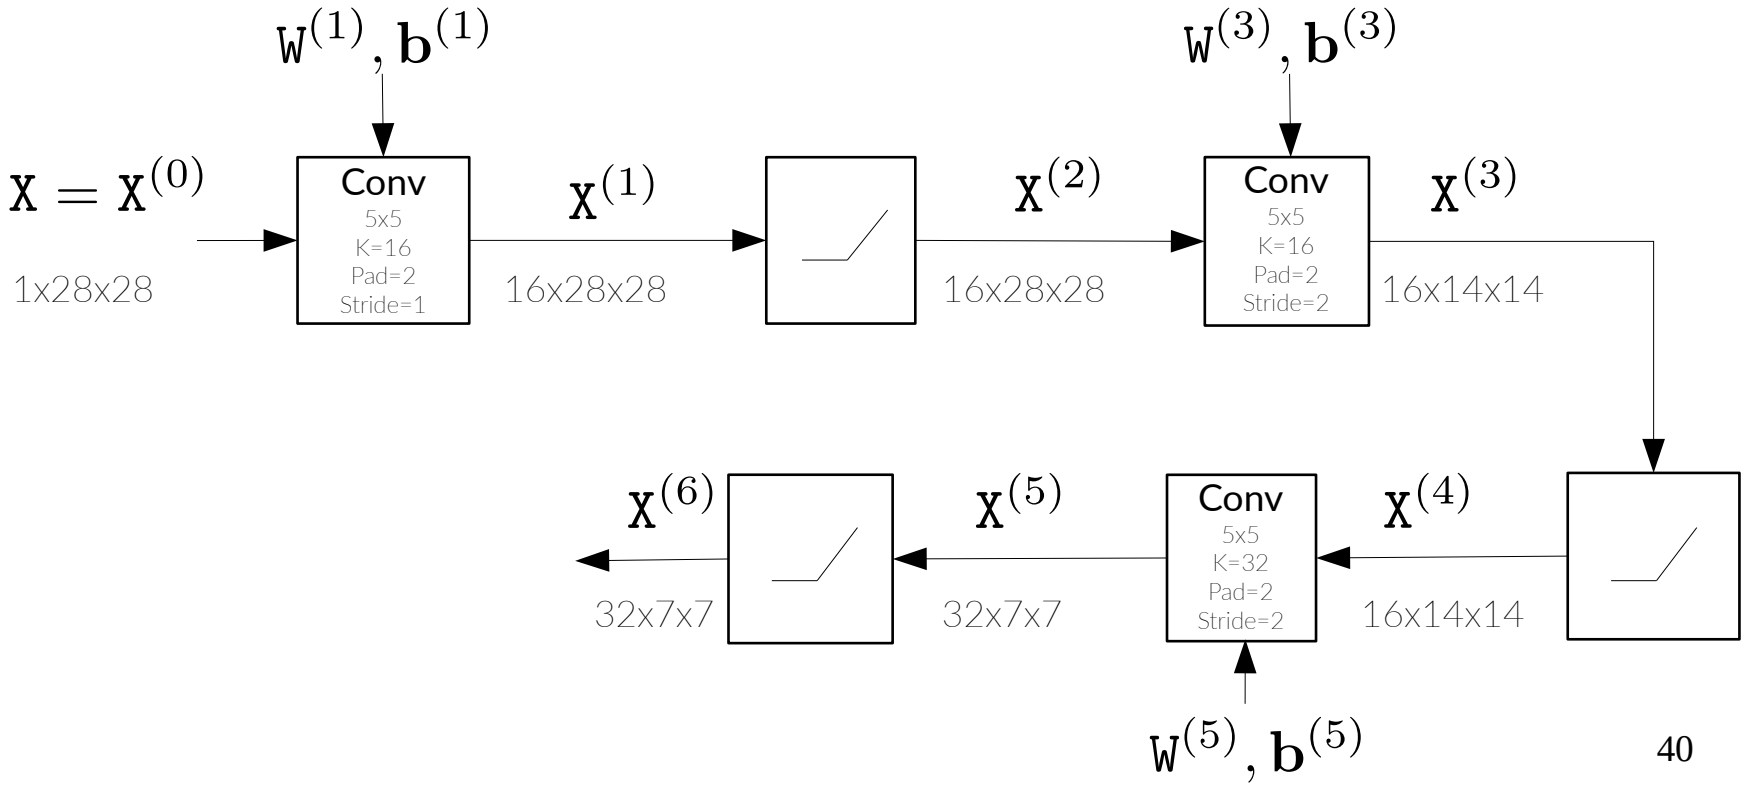 W^(1), b^(1)
W^(3), b^(3)
X = X^(0)
1x28x28
Conv
5x5
K=16
Pad=2
Stride=1
X^(1)
16x28x28
X^(2)
16x28x28
Conv
5x5
K=16
Pad=2
Stride=2
X^(3)
16x14x14
X^(4)
16x14x14
Conv
5x5
K=32
Pad=2
Stride=2
X^(5)
32x7x7
X^(6)
32x7x7
W^(5), b^(5)
40